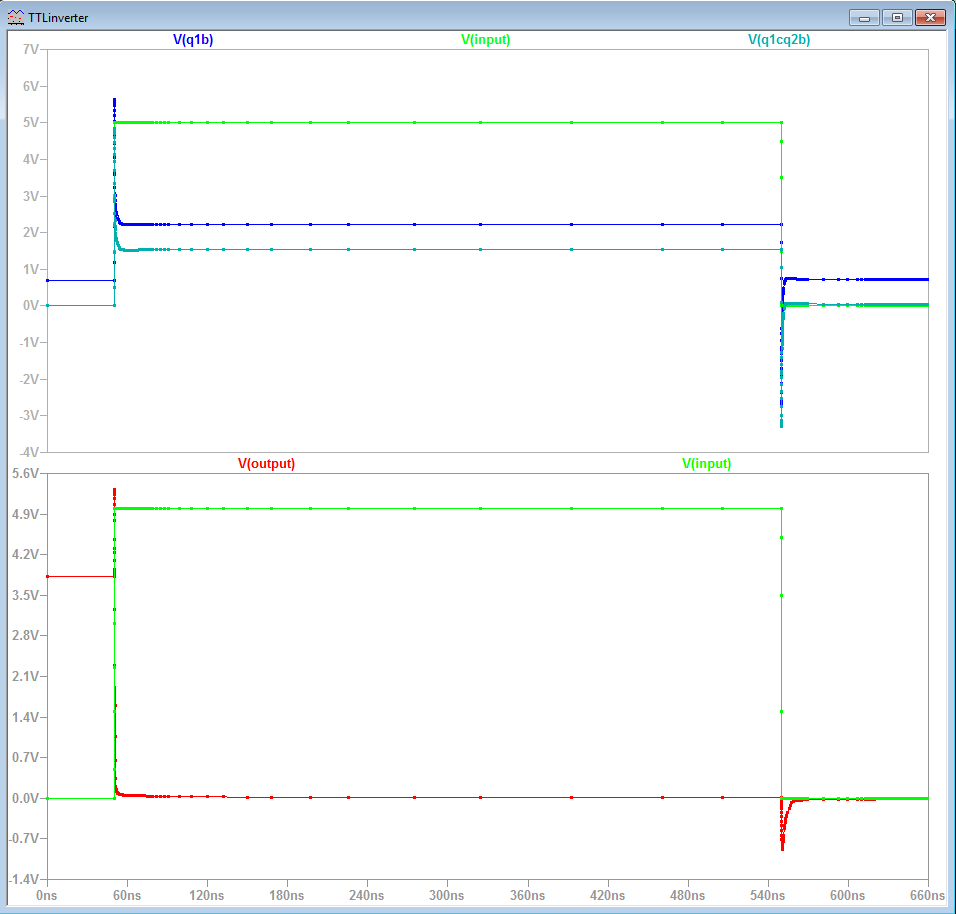 TTLinverter
V(q1b) V(input) V(q1cq2b)
7V
6V
5V
4V
3V
2V
1V
0V
-1V
-2V
-3V
-4V
V(output) V(input)
5.6V
4.9V
4.2V
3.5V
2.8V
2.1V
1.4V
0.7V
0.0V
-0.7V
-1.4V
0ns 60ns 120ns 180ns 240ns 300ns 360ns 420ns 480ns 540ns 600ns 660ns